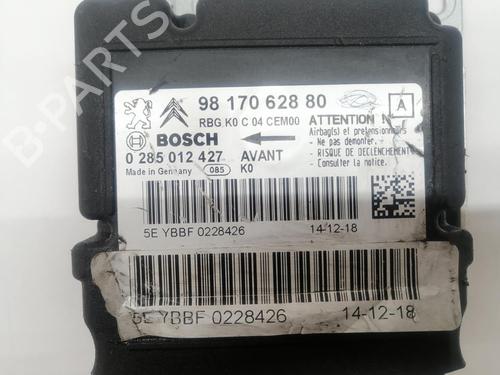 B-PARTS
98 170 628 80
RBG K0 C 04 CEM00
ATTENTION
A
BOSCH
Airbag(s) et pretensionnairs
- Ne pas demonter.
- RISQUE DE DECLENCHEMENT
- Consulter la notice.
0 285 012 427
AVANT
Made in Germany
085
K0
5E YBBF 0228426
14-12-18
5E YBBF 0228426
14-12-18